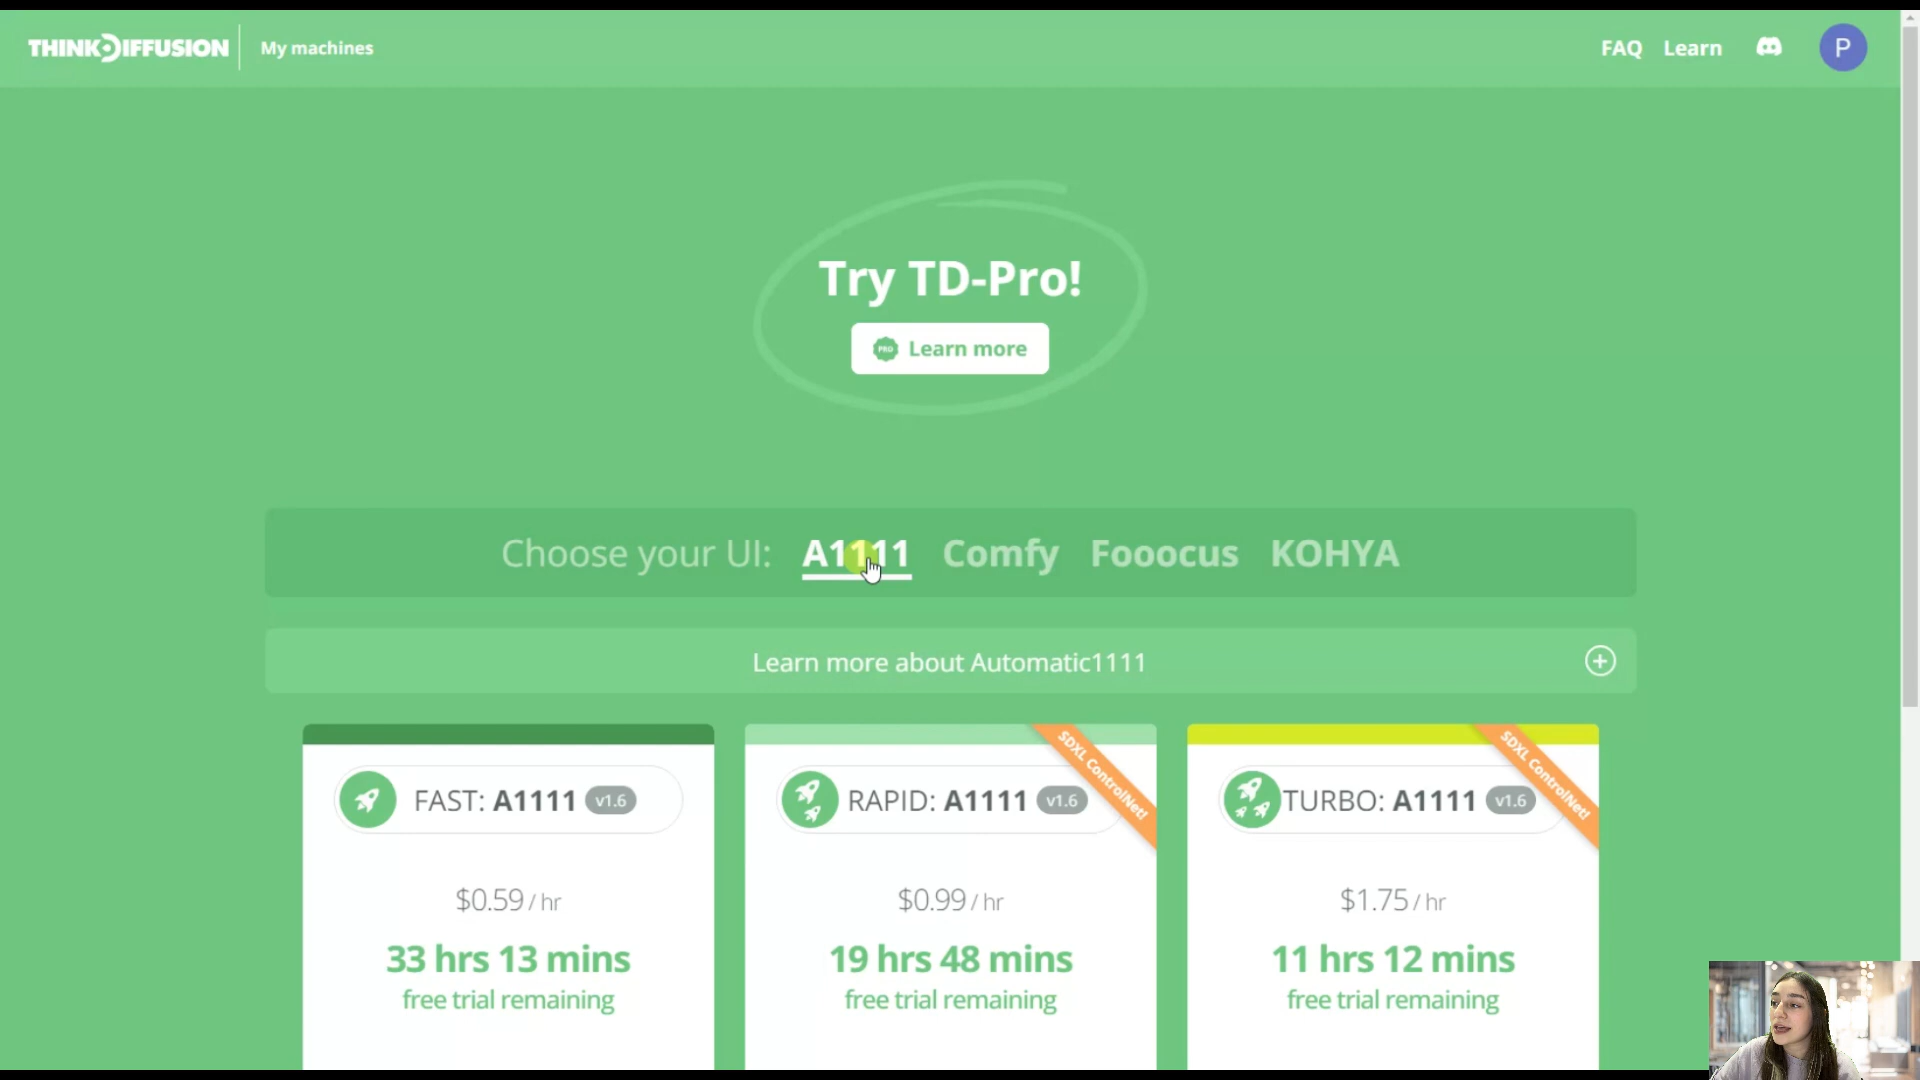 THINKDIFFUSION
My machines
FAQ
Learn
P
Try TD-Pro!
PRO
Learn more
Choose your UI:
A1111
Comfy
Fooocus
KOHYA
Learn more about Automatic1111
FAST: A1111 v1.6
$0.59 / hr
33 hrs 13 mins
free trial remaining
SDXL ControlNet!
RAPID: A1111 v1.6
$0.99 / hr
19 hrs 48 mins
free trial remaining
SDXL ControlNet!
TURBO: A1111 v1.6
$1.75 / hr
11 hrs 12 mins
free trial remaining